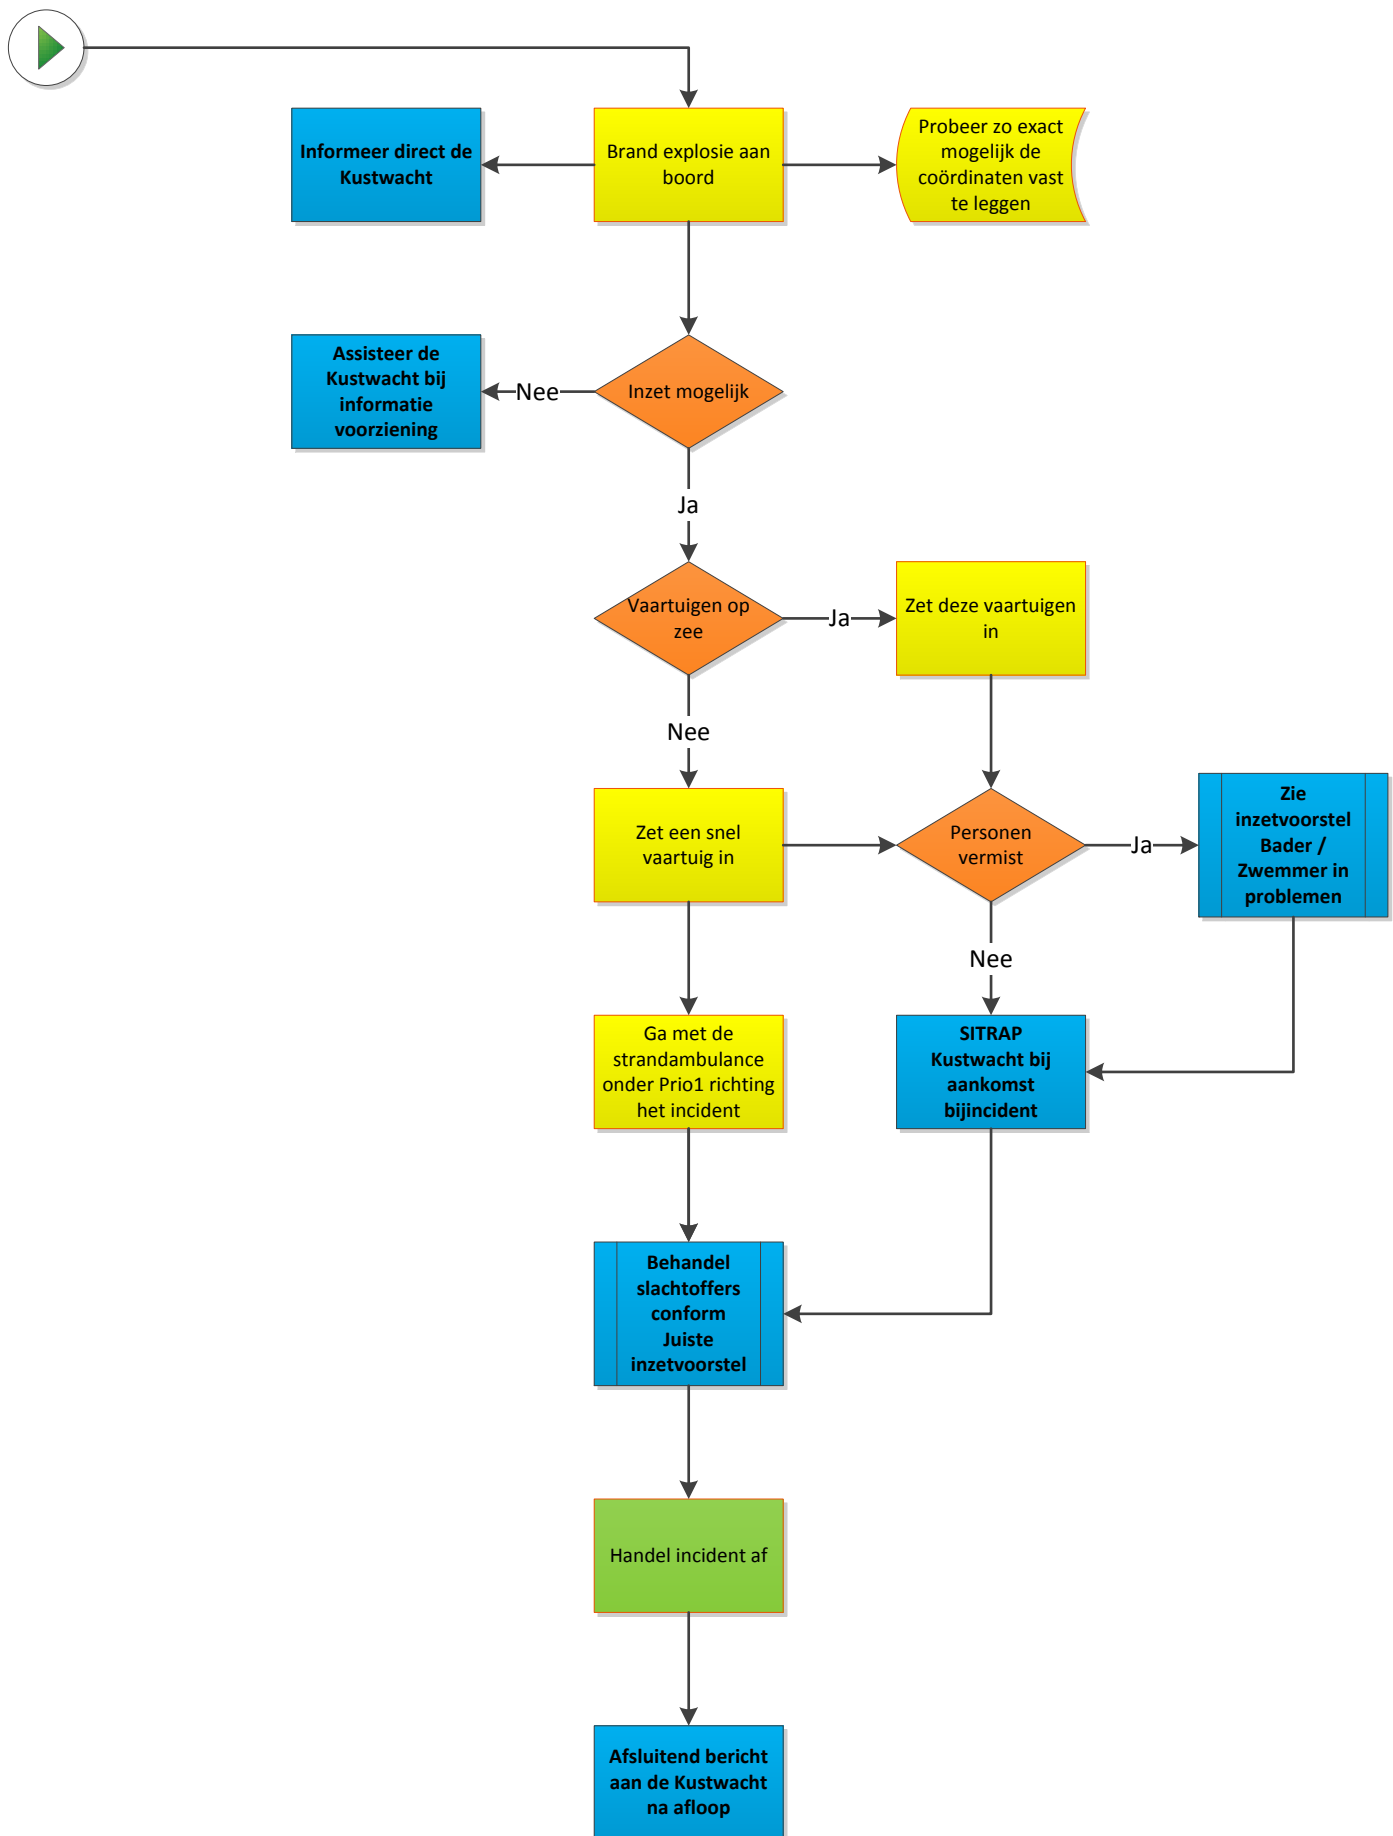 Informeer direct de
Kustwacht
Brand explosie aan
boord
Probeer zo exact
mogelijk de
coördinaten vast
te leggen
Assisteer de
Kustwacht bij
informatie
voorziening
Nee
Inzet mogelijk
Ja
Vaartuigen op
zee
Ja
Zet deze vaartuigen
in
Nee
Zet een snel
vaartuig in
Personen
vermist
Ja
Zie
inzetvoorstel
Bader /
Zwemmer in
problemen
Nee
Ga met de
strandambulance
onder Prio1 richting
het incident
SITRAP
Kustwacht bij
aankomst
bijincident
Behandel
slachtoffers
conform
Juiste
inzetvoorstel
Handel incident af
Afsluitend bericht
aan de Kustwacht
na afloop